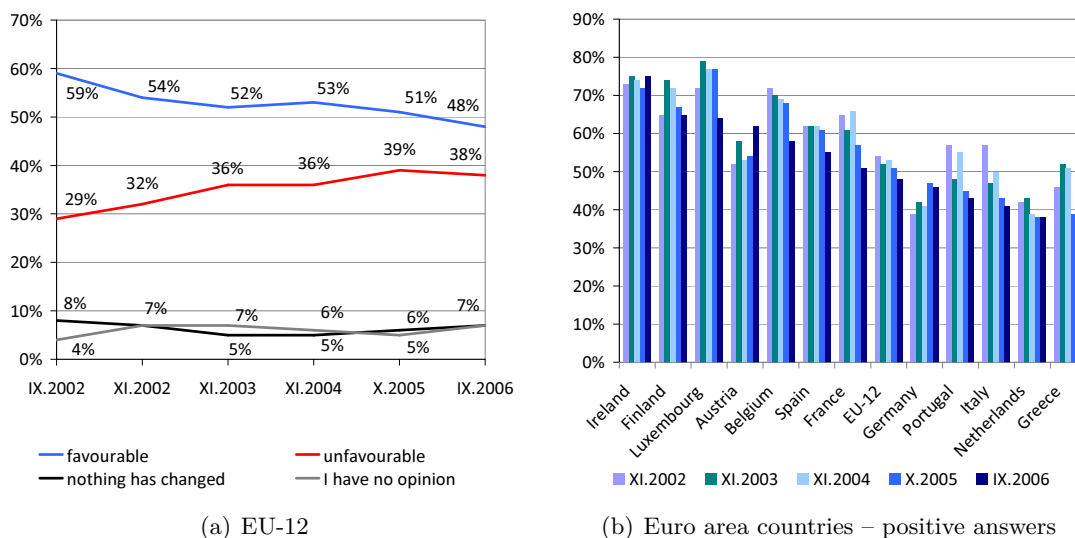 70%
60%
50%
40%
30%
20%
10%
0%
59%
54%
52%
53%
51%
48%
29%
32%
36%
36%
39%
38%
8%
7%
7%
6%
6%
7%
4%
5%
5%
5%
IX.2002 XI.2002 XI.2003 XI.2004 X.2005 IX.2006
favourable unfavourable
nothing has changed I have no opinion
(a) EU-12
90%
80%
70%
60%
50%
40%
30%
20%
10%
0%
Ireland
Finland
Luxembourg
Austria
Belgium
Spain
France
EU-12
Germany
Portugal
Italy
Netherlands
Greece
XI.2002 XI.2003 XI.2004 X.2005 IX.2006
(b) Euro area countries – positive answers